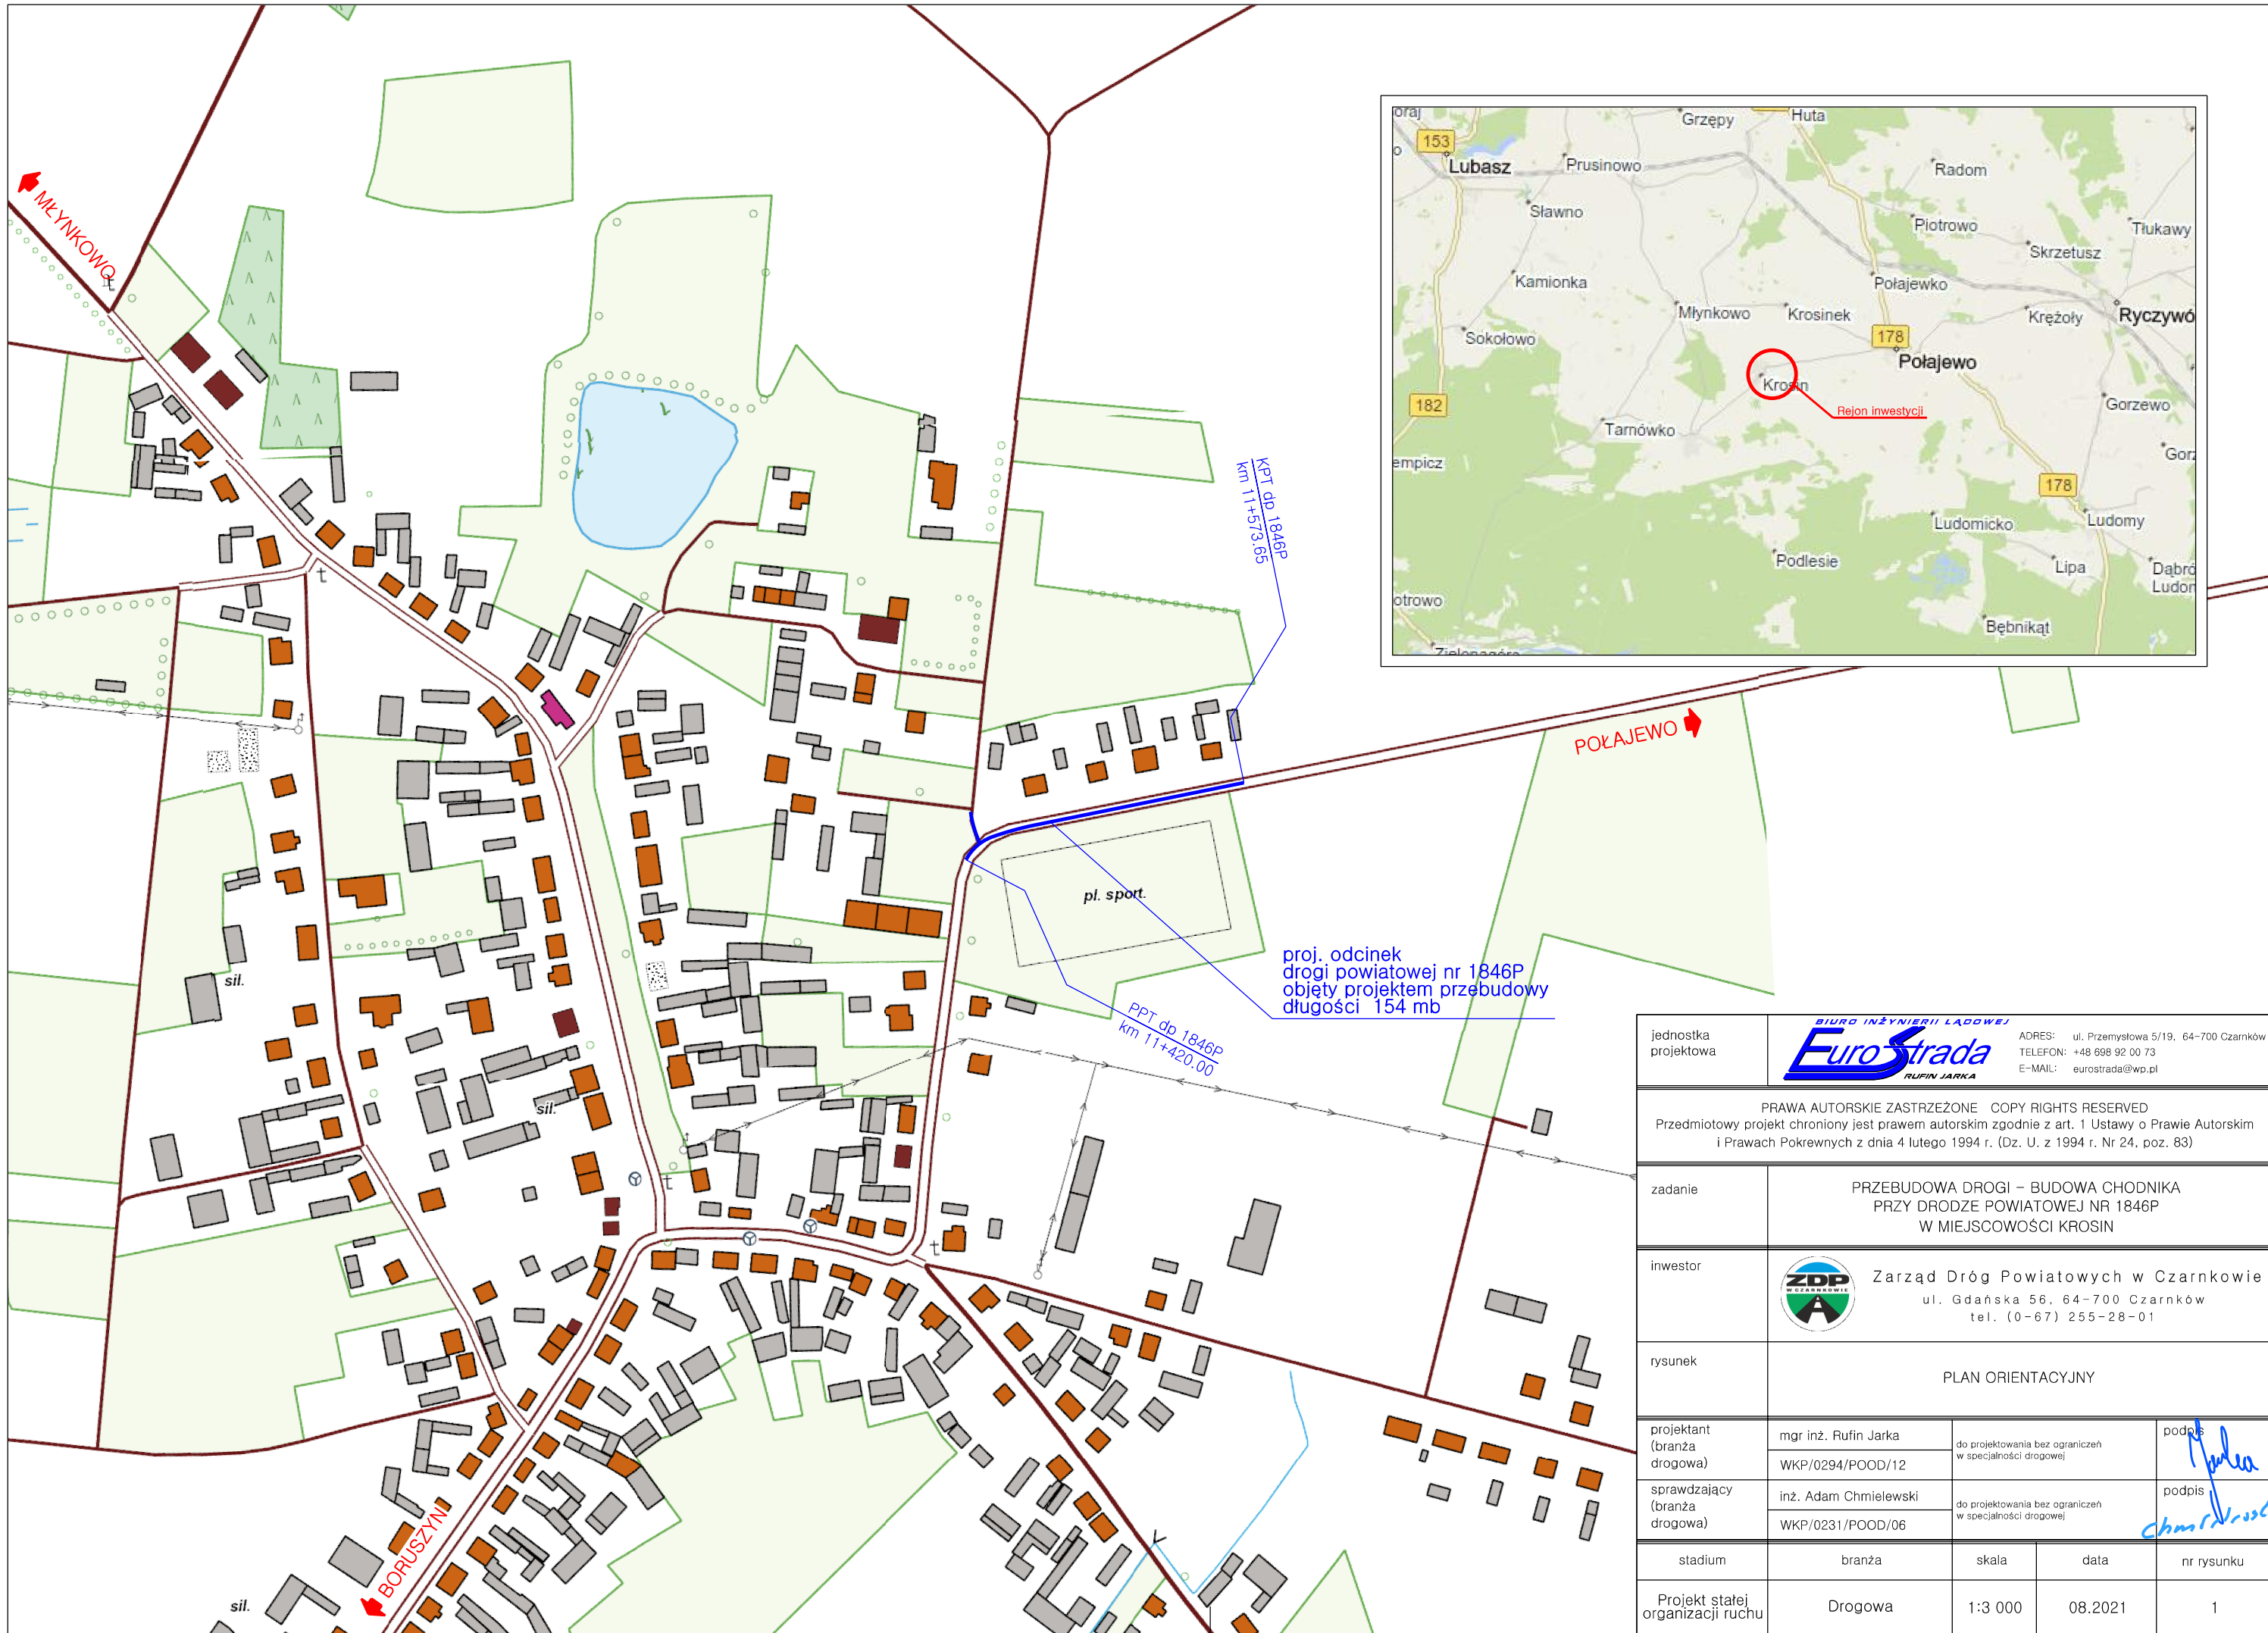 MŁYNKOWO
t
t
t
t
sil.
sil.
sil.
BORUSZYN
POŁAJEWO
pl. sport.
KPT dp 1846P
km 11+573.65
PPT dp 1846P
km 11+420.00
proj. odcinek
drogi powiatowej nr 1846P
objęty projektem przebudowy
długości 154 mb
oraj
Grzępy
Huta
153
Lubasz
Prusinowo
Radom
Sławno
Piotrowo
Tłukawy
Skrzetusz
Kamionka
Połajewko
Młynkowo
Krosinek
Krężoły
Ryczywó
Sokołowo
178
Połajewo
Krosin
182
Rejon inwestycji
Gorzewo
Tarnówko
Gorz
empicz
178
Ludomicko
Ludomy
Podlesie
Lipa
Dąbró
Ludom
otrowo
Bębnikąt
Zielonagóra
jednostka
projektowa
BIURO INŻYNIERII LĄDOWEJ
EuroStrada
RUFIN JARKA
ADRES: ul. Przemysłowa 5/19, 64-700 Czarnków
TELEFON: +48 698 92 00 73
E-MAIL: eurostrada@wp.pl
PRAWA AUTORSKIE ZASTRZEŻONE COPY RIGHTS RESERVED
Przedmiotowy projekt chroniony jest prawem autorskim zgodnie z art. 1 Ustawy o Prawie Autorskim
i Prawach Pokrewnych z dnia 4 lutego 1994 r. (Dz. U. z 1994 r. Nr 24, poz. 83)
zadanie
PRZEBUDOWA DROGI - BUDOWA CHODNIKA
PRZY DRODZE POWIATOWEJ NR 1846P
W MIEJSCOWOŚCI KROSIN
inwestor
ZDP
W CZARNKOWIE
Zarząd Dróg Powiatowych w Czarnkowie
ul. Gdańska 56, 64-700 Czarnków
tel. (0-67) 255-28-01
rysunek
PLAN ORIENTACYJNY
projektant
(branża
drogowa)
mgr inż. Rufin Jarka
WKP/0294/POOD/12
do projektowania bez ograniczeń
w specjalności drogowej
podpis
sprawdzający
(branża
drogowa)
inż. Adam Chmielewski
WKP/0231/POOD/06
do projektowania bez ograniczeń
w specjalności drogowej
podpis
stadium
branża
skala
data
nr rysunku
Projekt stałej
organizacji ruchu
Drogowa
1:3 000
08.2021
1